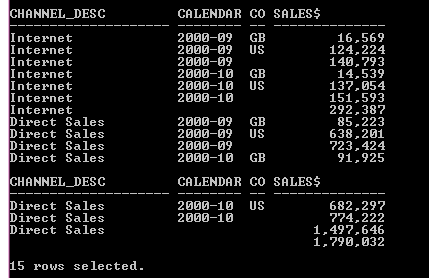 CHANNEL_DESC CALENDAR CO SALES$
-------------------- -------- -- --------------
Internet 2000-09 GB 16,569
Internet 2000-09 US 124,224
Internet 2000-09 140,793
Internet 2000-10 GB 14,539
Internet 2000-10 US 137,054
Internet 2000-10 151,593
Internet 292,387
Direct Sales 2000-09 GB 85,223
Direct Sales 2000-09 US 638,201
Direct Sales 2000-09 723,424
Direct Sales 2000-10 GB 91,925
CHANNEL_DESC CALENDAR CO SALES$
-------------------- -------- -- --------------
Direct Sales 2000-10 US 682,297
Direct Sales 2000-10 774,222
Direct Sales 1,497,646
1,790,032
15 rows selected.